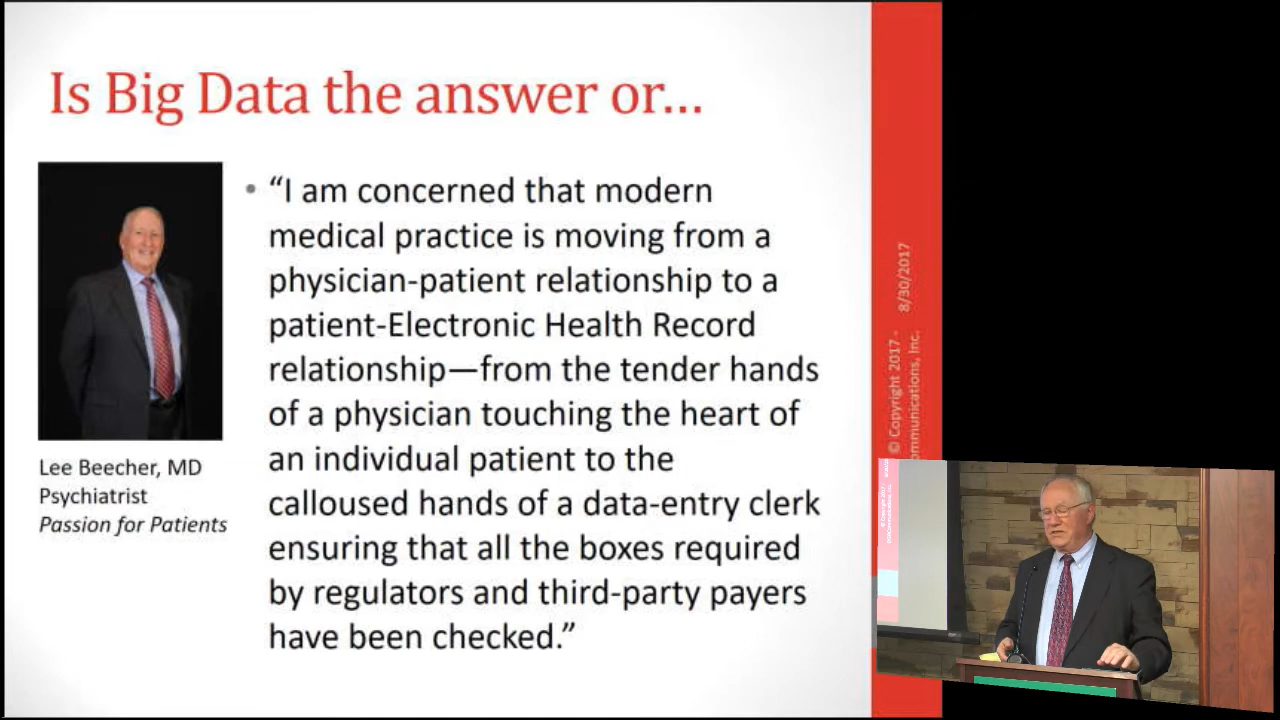 Is Big Data the answer or...
• “I am concerned that modern
medical practice is moving from a
physician-patient relationship to a
patient-Electronic Health Record
relationship—from the tender hands
of a physician touching the heart of
an individual patient to the
calloused hands of a data-entry clerk
ensuring that all the boxes required
by regulators and third-party payers
have been checked.”
Lee Beecher, MD
Psychiatrist
Passion for Patients
8/30/2017
© Copyright 2017 -
ommunications, Inc.